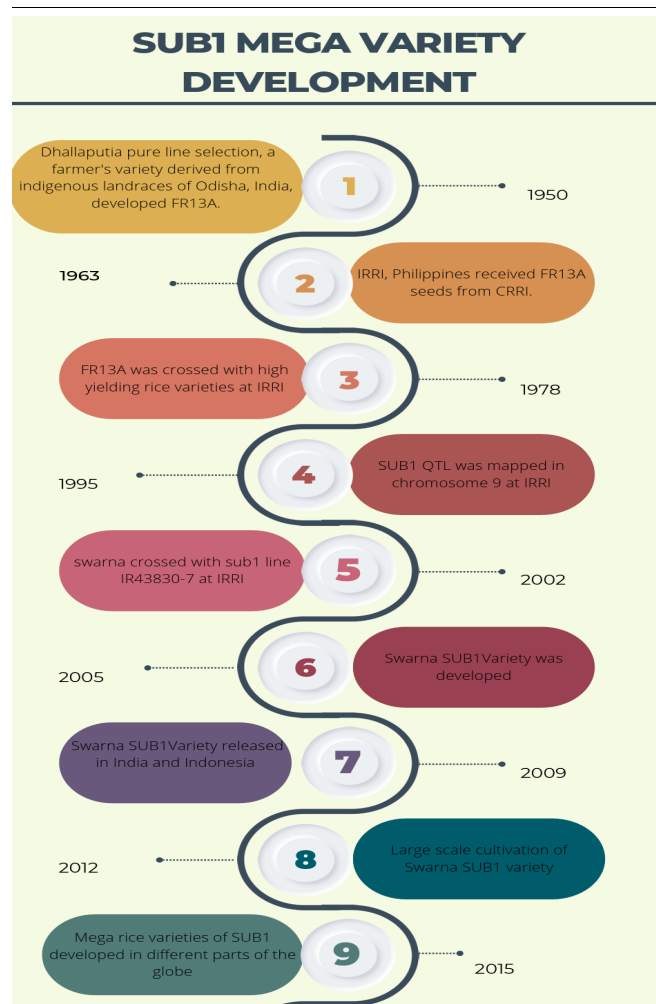 SUB1 MEGA VARIETY
DEVELOPMENT
Dhallaputia pure line selection, a
farmer's variety derived from
indigenous landraces of Odisha, India,
developed FR13A.
1
1950
1963
2
IRRI, Philippines received FR13A
seeds from CRRI.
FR13A was crossed with high
yielding rice varieties at IRRI
3
1978
1995
4
SUB1 QTL was mapped in
chromosome 9 at IRRI
swarna crossed with sub1 line
IR43830-7 at IRRI
5
2002
2005
6
Swarna SUB1Variety was
developed
Swarna SUB1Variety released
in India and Indonesia
7
2009
2012
8
Large scale cultivation of
Swarna SUB1 variety
Mega rice varieties of SUB1
developed in different parts of the
globe
9
2015